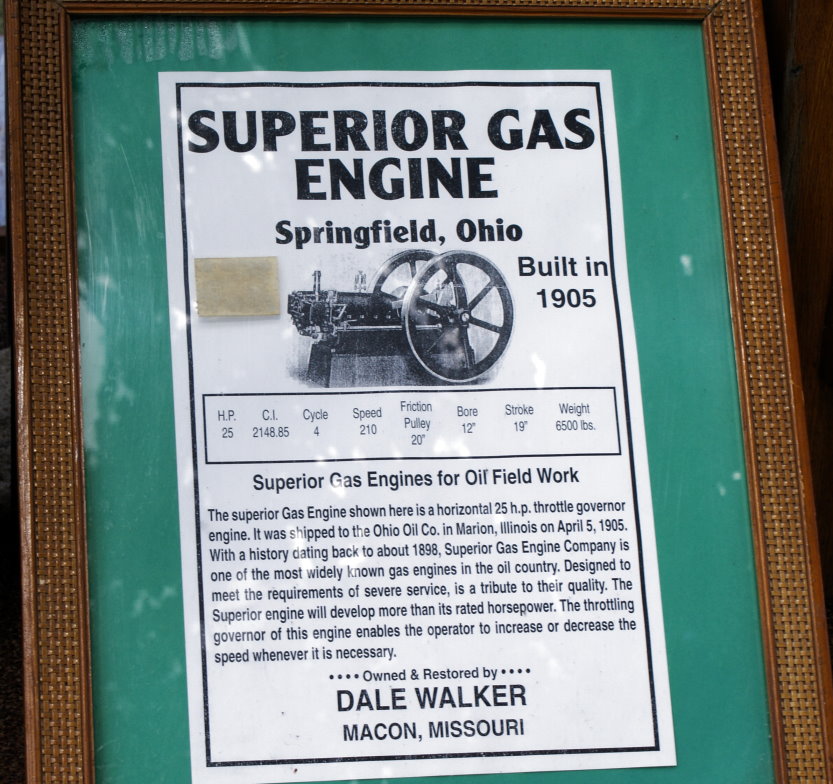 SUPERIOR GAS
ENGINE
Springfield, Ohio
Built in
1905
H.P. C.I. Cycle Speed Friction Pulley Bore Stroke Weight
25 2148.85 4 210 20" 12" 19" 6500 lbs.
Superior Gas Engines for Oil Field Work
The superior Gas Engine shown here is a horizontal 25 h.p. throttle governor
engine. It was shipped to the Ohio Oil Co. in Marion, Illinois on April 5, 1905.
With a history dating back to about 1898, Superior Gas Engine Company is
one of the most widely known gas engines in the oil country. Designed to
meet the requirements of severe service, is a tribute to their quality. The
Superior engine will develop more than its rated horsepower. The throttling
governor of this engine enables the operator to increase or decrease the
speed whenever it is necessary.
•••• Owned & Restored by ••••
DALE WALKER
MACON, MISSOURI